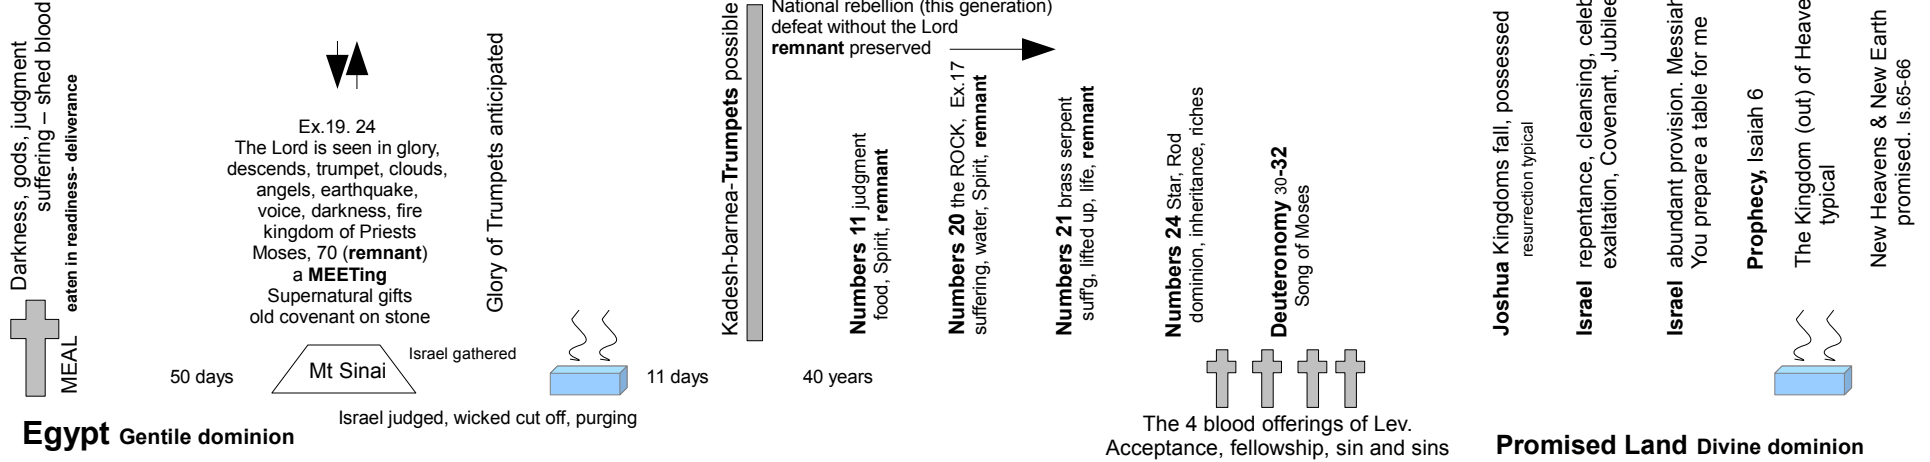 Darkness, gods, judgment
suffering – shed blood
eaten in readiness- deliverance
MEAL
50 days
Ex.19. 24
The Lord is seen in glory,
descends, trumpet, clouds,
angels, earthquake,
voice, darkness, fire
kingdom of Priests
Moses, 70 (remnant)
a MEETing
Supernatural gifts
old covenant on stone
Mt Sinai
Israel gathered
Israel judged, wicked cut off, purging
Egypt Gentile dominion
Glory of Trumpets anticipated
11 days
Kadesh-barnea-Trumpets possible
National rebellion (this generation)
defeat without the Lord
remnant preserved
40 years
Numbers 11 judgment
food, Spirit, remnant
Numbers 20 the ROCK, Ex.17
suffering, water, Spirit, remnant
Numbers 21 brass serpent
suff'g, lifted up, life, remnant
Numbers 24 Star, Rod
dominion, inheritance, riches
Deuteronomy 30-32
Song of Moses
The 4 blood offerings of Lev.
Acceptance, fellowship, sin and sins
Joshua Kingdoms fall, possessed
resurrection typical
Israel repentance, cleansing, celeb
exaltation, Covenant, Jubilee
Israel abundant provision. Messiah
You prepare a table for me
Prophecy, Isaiah 6
The Kingdom (out) of Heave
typical
New Heavens & New Earth
promised. Is.65-66
Promised Land Divine dominion